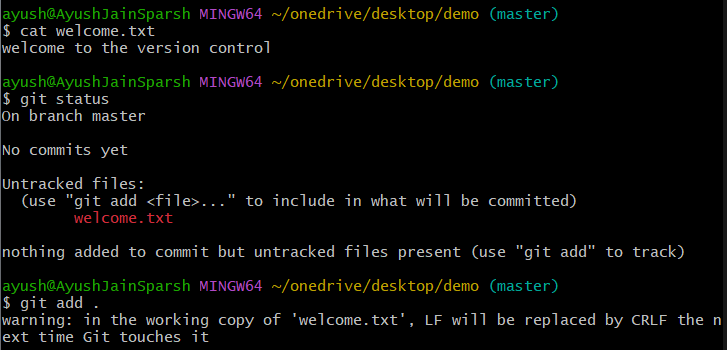 ayush@AyushJainSparsh MINGW64 ~/onedrive/desktop/demo (master)
$ cat welcome.txt
welcome to the version control
ayush@AyushJainSparsh MINGW64 ~/onedrive/desktop/demo (master)
$ git status
On branch master
No commits yet
Untracked files:
  (use "git add <file>..." to include in what will be committed)
        welcome.txt
nothing added to commit but untracked files present (use "git add" to track)
ayush@AyushJainSparsh MINGW64 ~/onedrive/desktop/demo (master)
$ git add .
warning: in the working copy of 'welcome.txt', LF will be replaced by CRLF the n
ext time Git touches it